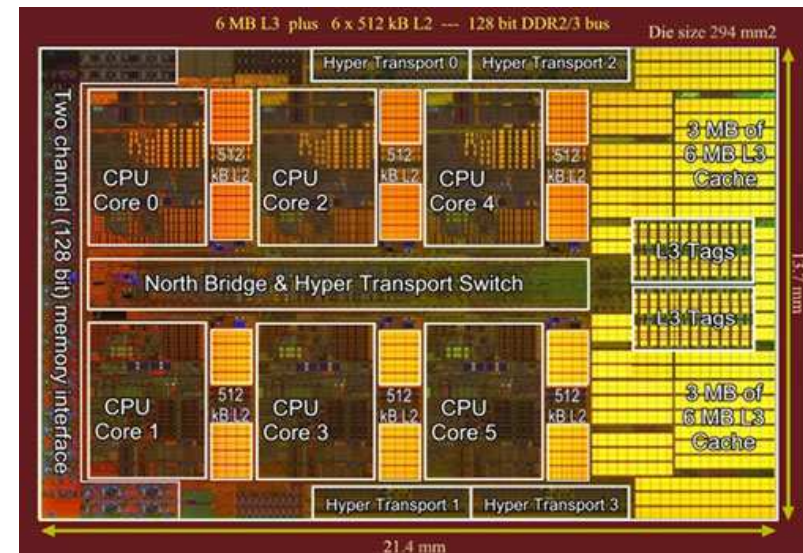 6 MB L3 plus 6 x 512 kB L2 --- 128 bit DDR2/3 bus
Die size 294 mm2
Hyper Transport 0
Hyper Transport 2
Two channel (128 bit) memory interface
CPU
Core 0
512
kB L2
CPU
Core 2
512
kB L2
CPU
Core 4
512
kB L2
3 MB of
6 MB L3
Cache
L3 Tags
North Bridge & Hyper Transport Switch
L3 Tags
13.7 mm
CPU
Core 1
512
kB L2
CPU
Core 3
512
kB L2
CPU
Core 5
512
kB L2
3 MB of
6 MB L3
Cache
Hyper Transport 1
Hyper Transport 3
21.4 mm